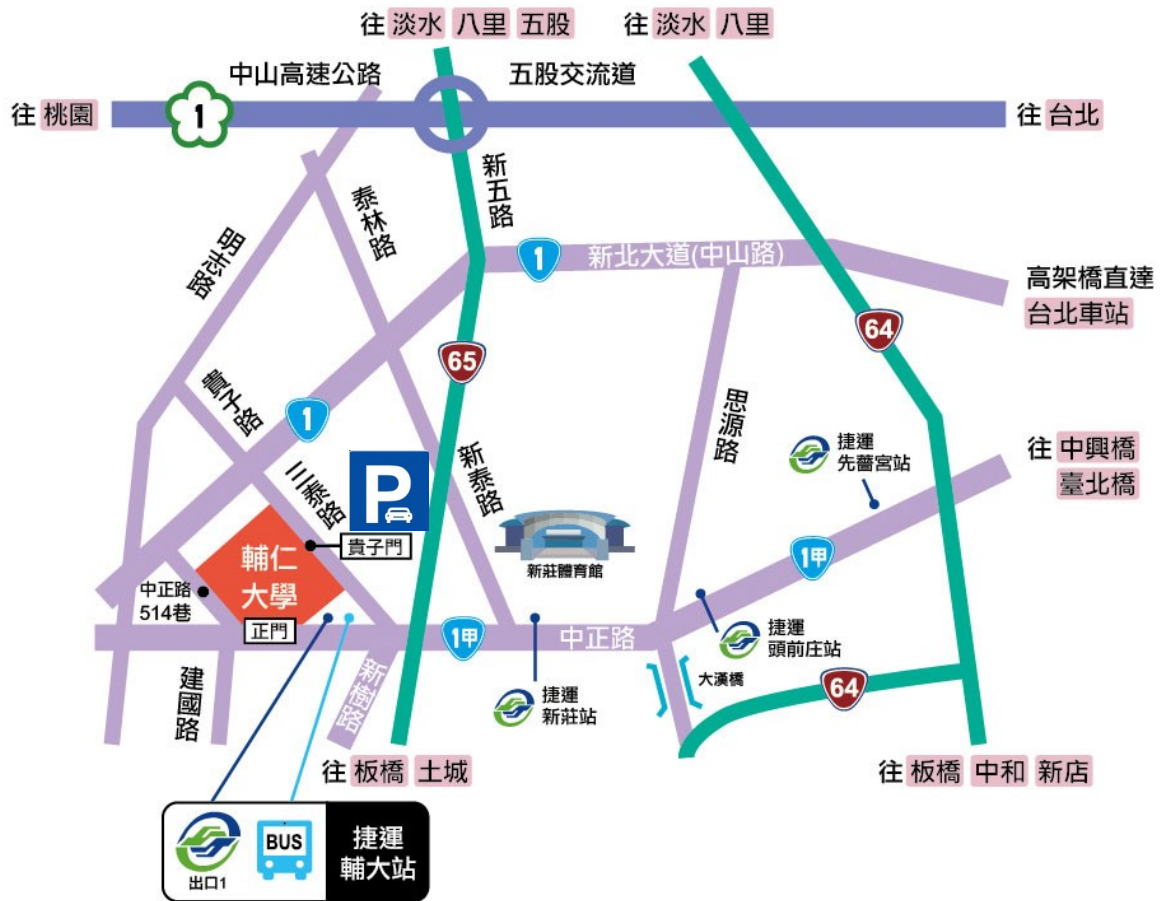 往 淡水 八里 五股
往 淡水 八里
中山高速公路
五股交流道
往 桃園
1
往 台北
新五路
泰林路
明志路
1
新北大道(中山路)
高架橋直達
台北車站
64
65
貴子路
1
思源路
捷運
先嗇宮站
往 中興橋
臺北橋
新泰路
三泰路
P
貴子門
新莊體育館
1甲
輔仁
大學
中正路
514巷
正門
1甲
中正路
捷運
頭前庄站
大漢橋
建國路
新樹路
捷運
新莊站
64
往 板橋 土城
往 板橋 中和 新店
BUS
出口1
捷運
輔大站